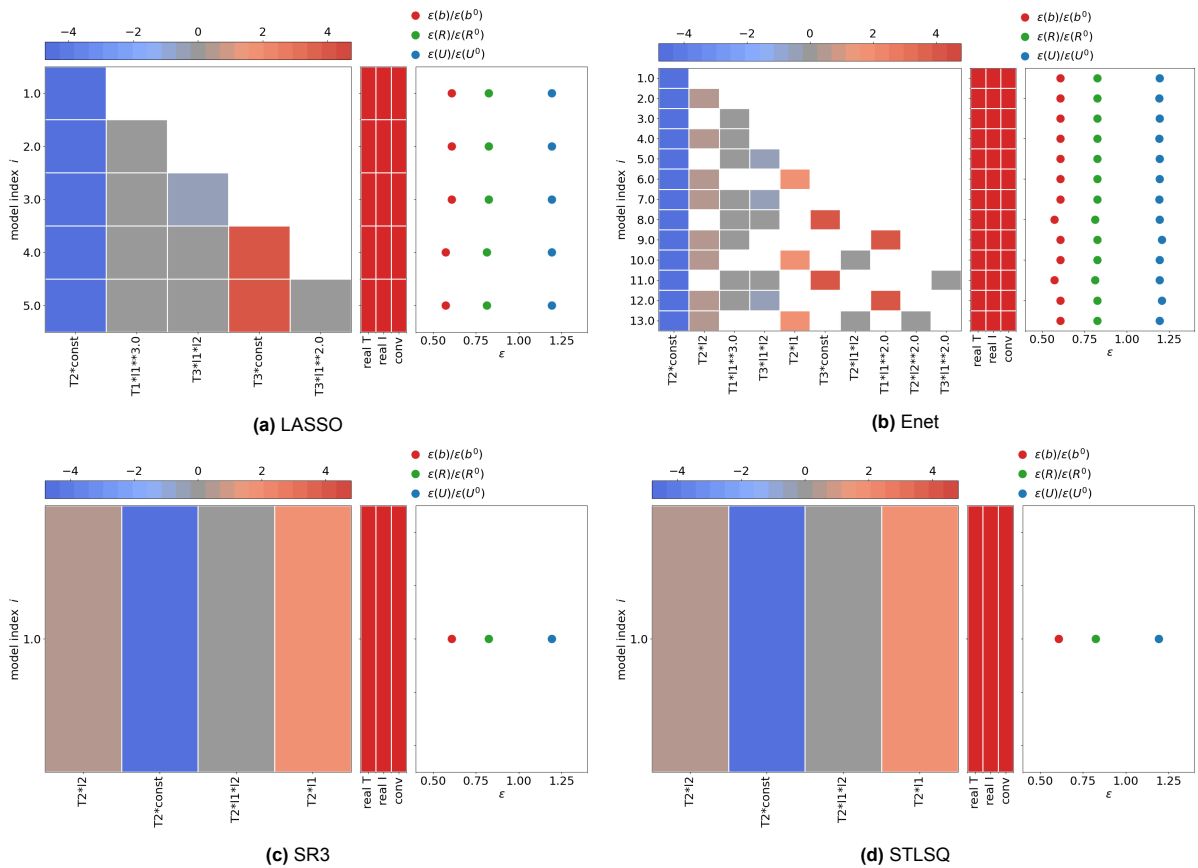 −4 −2 0 2 4
ε(b)/ε(b⁰)
ε(R)/ε(R⁰)
ε(U)/ε(U⁰)
model index i
1.0
2.0
3.0
4.0
5.0
T2*const
T1*I1**3.0
T3*I1*I2
T3*const
T3*I1**2.0
real T
real I
conv
0.50 0.75 1.00 1.25
ε
(a) LASSO
−4 −2 0 2 4
ε(b)/ε(b⁰)
ε(R)/ε(R⁰)
ε(U)/ε(U⁰)
model index i
1.0
2.0
3.0
4.0
5.0
6.0
7.0
8.0
9.0
10.0
11.0
12.0
13.0
T2*const
T2*I2
T1*I1**3.0
T3*I1*I2
T2*I1
T3*const
T2*I1*I2
T1*I1**2.0
T2*I2**2.0
T3*I1**2.0
real T
real I
conv
0.50 0.75 1.00 1.25
ε
(b) Enet
−4 −2 0 2 4
ε(b)/ε(b⁰)
ε(R)/ε(R⁰)
ε(U)/ε(U⁰)
model index i
1.0
T2*I2
T2*const
T2*I1*I2
T2*I1
real T
real I
conv
0.50 0.75 1.00 1.25
ε
(c) SR3
−4 −2 0 2 4
ε(b)/ε(b⁰)
ε(R)/ε(R⁰)
ε(U)/ε(U⁰)
model index i
1.0
T2*I2
T2*const
T2*I1*I2
T2*I1
real T
real I
conv
0.50 0.75 1.00 1.25
ε
(d) STLSQ